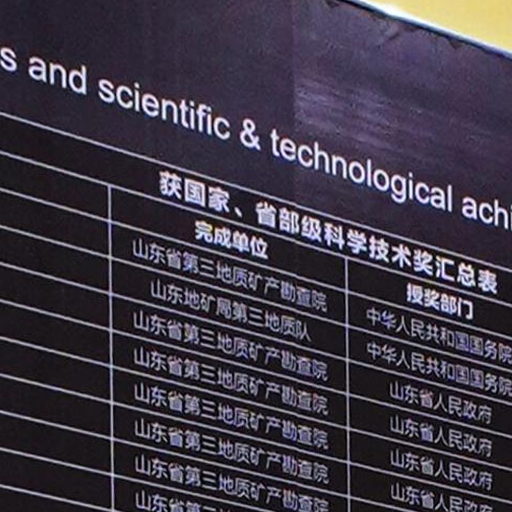 s and scientific & technological achi
获国家、省部级科学技术奖汇总表
完成单位 授奖部门
山东省第三地质矿产勘查院 中华人民共和国国务院
山东地矿局第三地质队 中华人民共和国国务院
山东省第三地质矿产勘查院 山东省人民政府
山东省第三地质矿产勘查院 山东省人民政府
山东省第三地质矿产勘查院 山东省人民政府
山东省第三地质矿产勘查院 山东省人民政府
山东省第三地质矿产勘查院